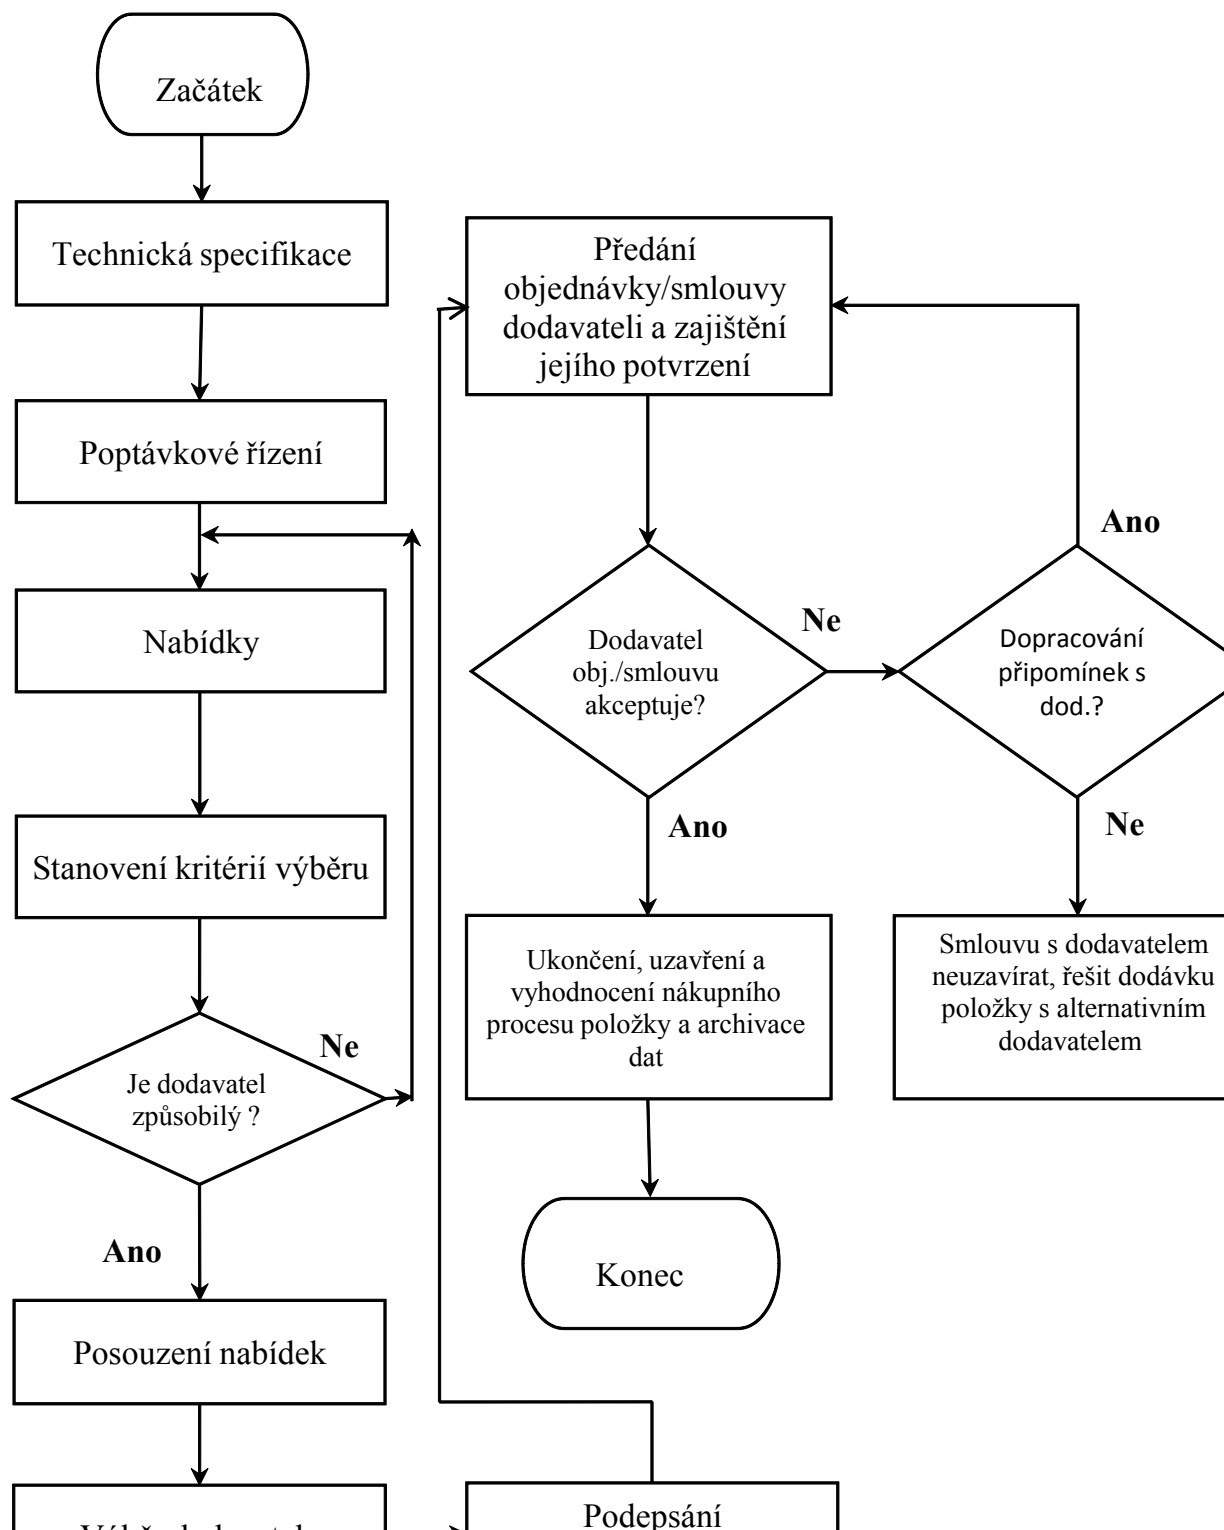 Začátek
Technická specifikace
Poptávkové řízení
Nabídky
Stanovení kritérií výběru
Ne
Je dodavatel
způsobilý ?
Ano
Posouzení nabídek
Předání
objednávky/smlouvy
dodavateli a zajištění
jejího potvrzení
Ano
Ne
Dodavatel
obj./smlouvu
akceptuje?
Dopracování
připomínek s
dod.?
Ano
Ne
Ukončení, uzavření a
vyhodnocení nákupního
procesu položky a archivace
dat
Smlouvu s dodavatelem
neuzavírat, řešit dodávku
položky s alternativním
dodavatelem
Konec
Podepsání